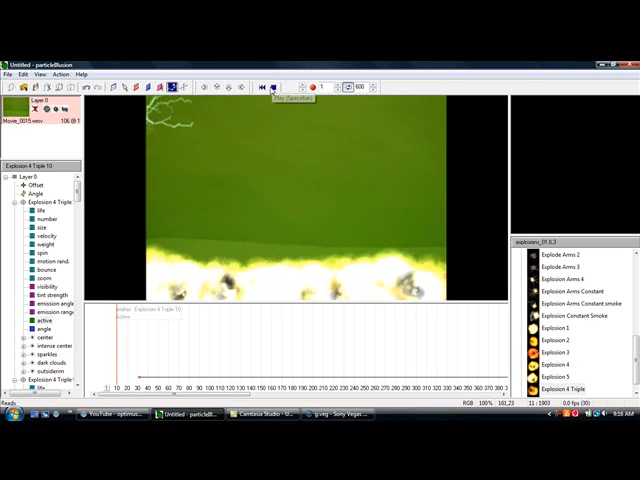 Untitled - particleIllusion
File Edit View Action Help
1 600
Play (Spacebar)
Layer 0
Movie_0015.wmv 106 @ 1
Explosion 4 Triple 10
Layer 0
Offset
Angle
Explosion 4 Triple
life
number
size
velocity
weight
spin
motion rand.
bounce
zoom
visibility
tint strength
emission angle
emission range
active
angle
center
intense center
sparkles
dark clouds
outsiderim
Explosion 4 Triple
life
Explosion 4 Triple 10
Active
1 10 20 30 40 50 60 70 80 90 100 110 120 130 140 150 160 170 180 190 200 210 220 230 240 250 260 270 280 290 300 310 320 330 340 350 360 370 380 390 3
explosions_01.IL3
Explode Arms 2
Explode Arms 3
Explosion Arms 4
Explosion Arms Constant
Explosion Arms Constant smoke
Explosion Constant Smoke
Explosion 1
Explosion 2
Explosion 3
Explosion 4
Explosion 5
Explosion 4 Triple
Ready RGB 100% 161,23 11 : 1903 0.0 fps (30)
YouTube - optimus... Untitled - particleIllu... Camtasia Studio - U... g.veg - Sony Vegas ... 9:16 AM